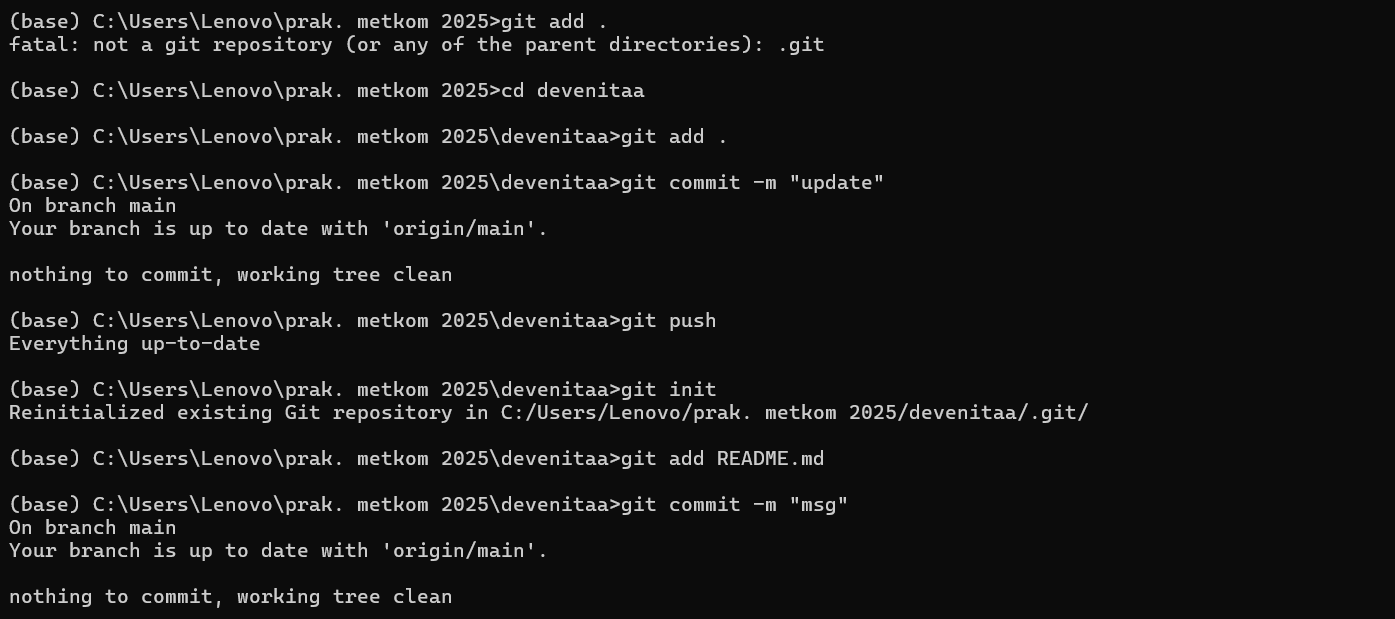 (base) C:\Users\Lenovo\prak. metkom 2025>git add .
fatal: not a git repository (or any of the parent directories): .git
(base) C:\Users\Lenovo\prak. metkom 2025>cd devenitaa
(base) C:\Users\Lenovo\prak. metkom 2025\devenitaa>git add .
(base) C:\Users\Lenovo\prak. metkom 2025\devenitaa>git commit -m "update"
On branch main
Your branch is up to date with 'origin/main'.
nothing to commit, working tree clean
(base) C:\Users\Lenovo\prak. metkom 2025\devenitaa>git push
Everything up-to-date
(base) C:\Users\Lenovo\prak. metkom 2025\devenitaa>git init
Reinitialized existing Git repository in C:/Users/Lenovo/prak. metkom 2025/devenitaa/.git/
(base) C:\Users\Lenovo\prak. metkom 2025\devenitaa>git add README.md
(base) C:\Users\Lenovo\prak. metkom 2025\devenitaa>git commit -m "msg"
On branch main
Your branch is up to date with 'origin/main'.
nothing to commit, working tree clean